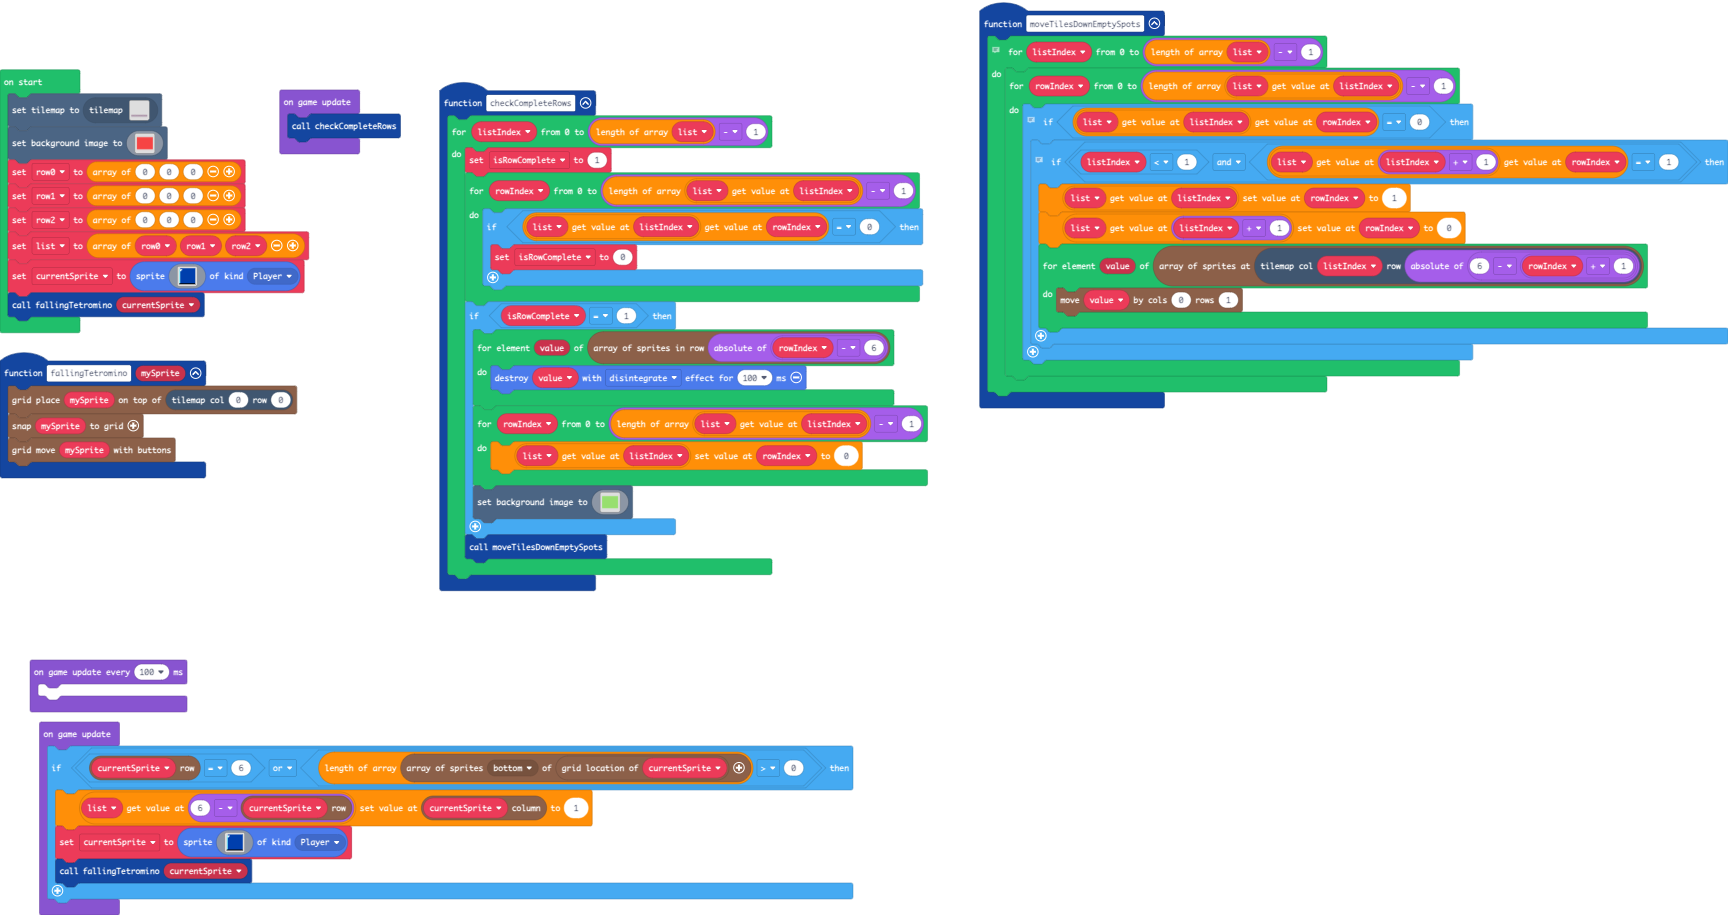 on start
set tilemap to tilemap
set background image to
set row0 to array of 0 0 0
set row1 to array of 0 0 0
set row2 to array of 0 0 0
set list to array of row0 row1 row2
set currentSprite to sprite of kind Player
call fallingTetromino currentSprite
function fallingTetromino mySprite
grid place mySprite on top of tilemap col 0 row 0
snap mySprite to grid
grid move mySprite with buttons
on game update
call checkCompleteRows
function checkCompleteRows
for listIndex from 0 to length of array list - 1
do set isRowComplete to 1
for rowIndex from 0 to length of array list get value at listIndex - 1
do
if list get value at listIndex get value at rowIndex = 0 then
set isRowComplete to 0
if isRowComplete = 1 then
for element value of array of sprites in row absolute of rowIndex - 6
do destroy value with disintegrate effect for 100 ms
for rowIndex from 0 to length of array list get value at listIndex - 1
do list get value at listIndex set value at rowIndex to 0
set background image to
call moveTilesDownEmptySpots
function moveTilesDownEmptySpots
for listIndex from 0 to length of array list - 1
do
for rowIndex from 0 to length of array list get value at listIndex - 1
do
if list get value at listIndex get value at rowIndex = 0 then
if listIndex < 1 and list get value at listIndex + 1 get value at rowIndex = 1 then
list get value at listIndex set value at rowIndex to 1
list get value at listIndex + 1 set value at rowIndex to 0
for element value of array of sprites at tilemap col listIndex row absolute of 6 - rowIndex + 1
do move value by cols 0 rows 1
on game update every 100 ms
on game update
if currentSprite row = 6 or length of array array of sprites bottom of grid location of currentSprite > 0 then
list get value at 6 - currentSprite row set value at currentSprite column to 1
set currentSprite to sprite of kind Player
call fallingTetromino currentSprite